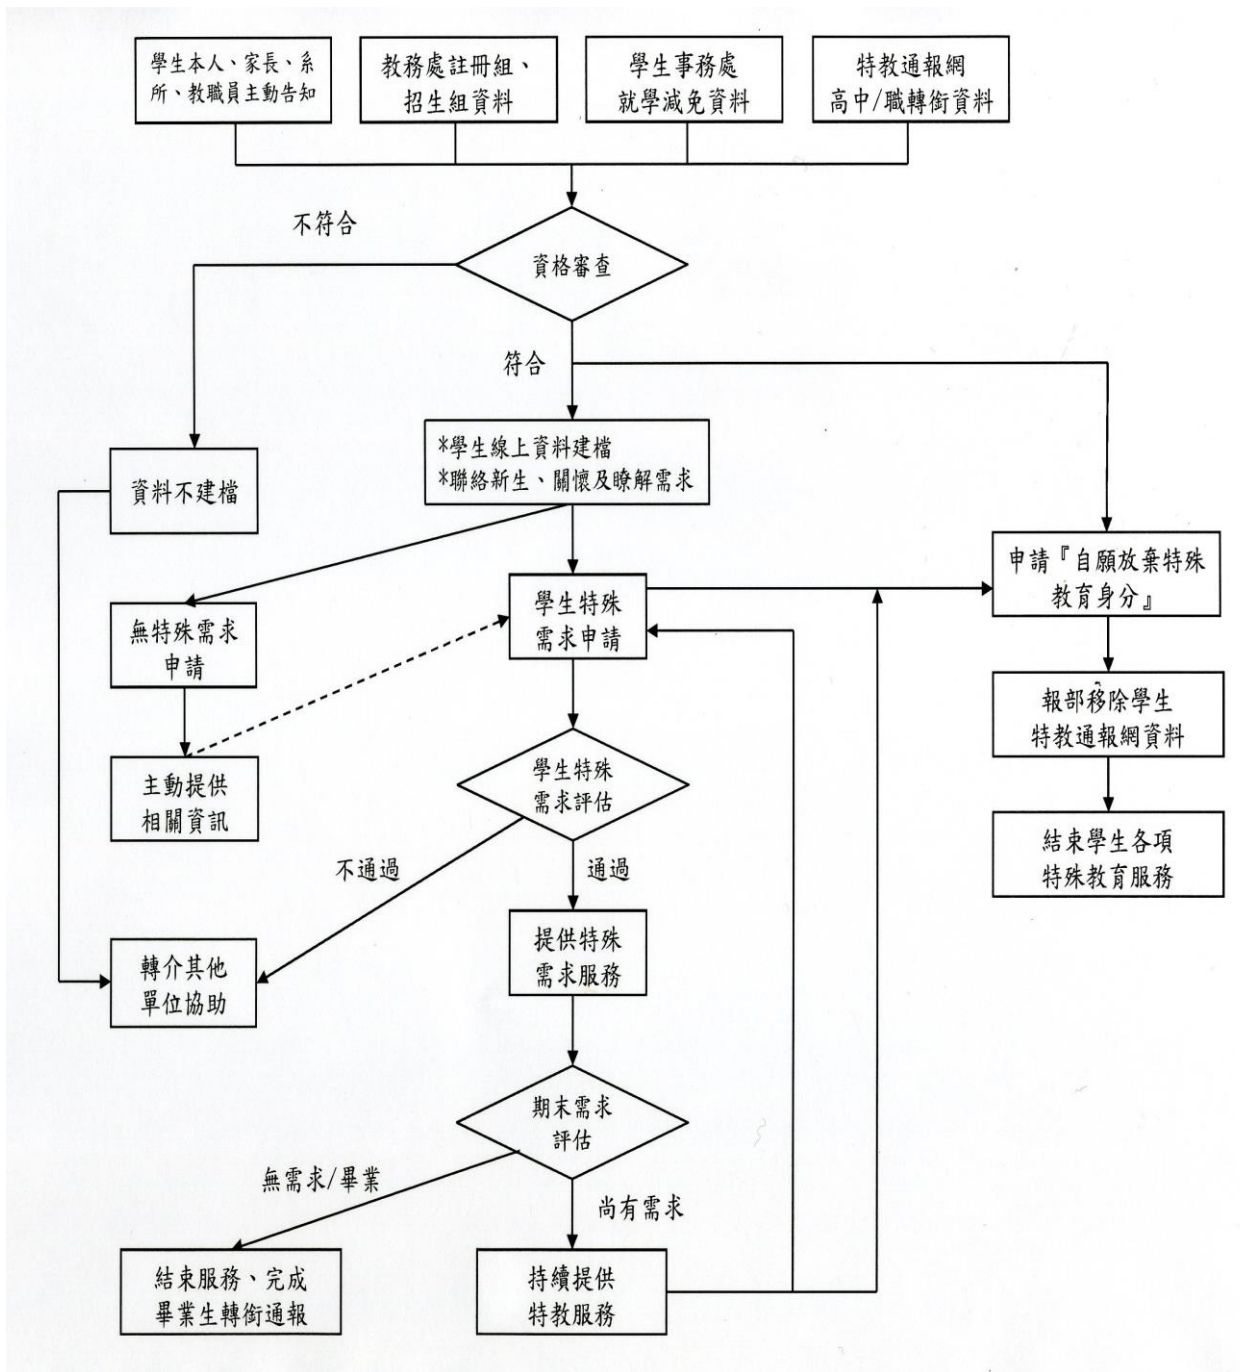 學生本人、家長、系
所、教職員主動告知
教務處註冊組、
招生組資料
學生事務處
就學減免資料
特教通報網
高中/職轉銜資料
不符合
資格審查
符合
*學生線上資料建檔
*聯絡新生、關懷及瞭解需求
資料不建檔
申請『自願放棄特殊
教育身分』
學生特殊
需求申請
無特殊需求
申請
報部移除學生
特教通報網資料
學生特殊
需求評估
主動提供
相關資訊
結束學生各項
特殊教育服務
不通過
通過
提供特殊
需求服務
轉介其他
單位協助
期末需求
評估
無需求/畢業
尚有需求
結束服務、完成
畢業生轉銜通報
持續提供
特教服務